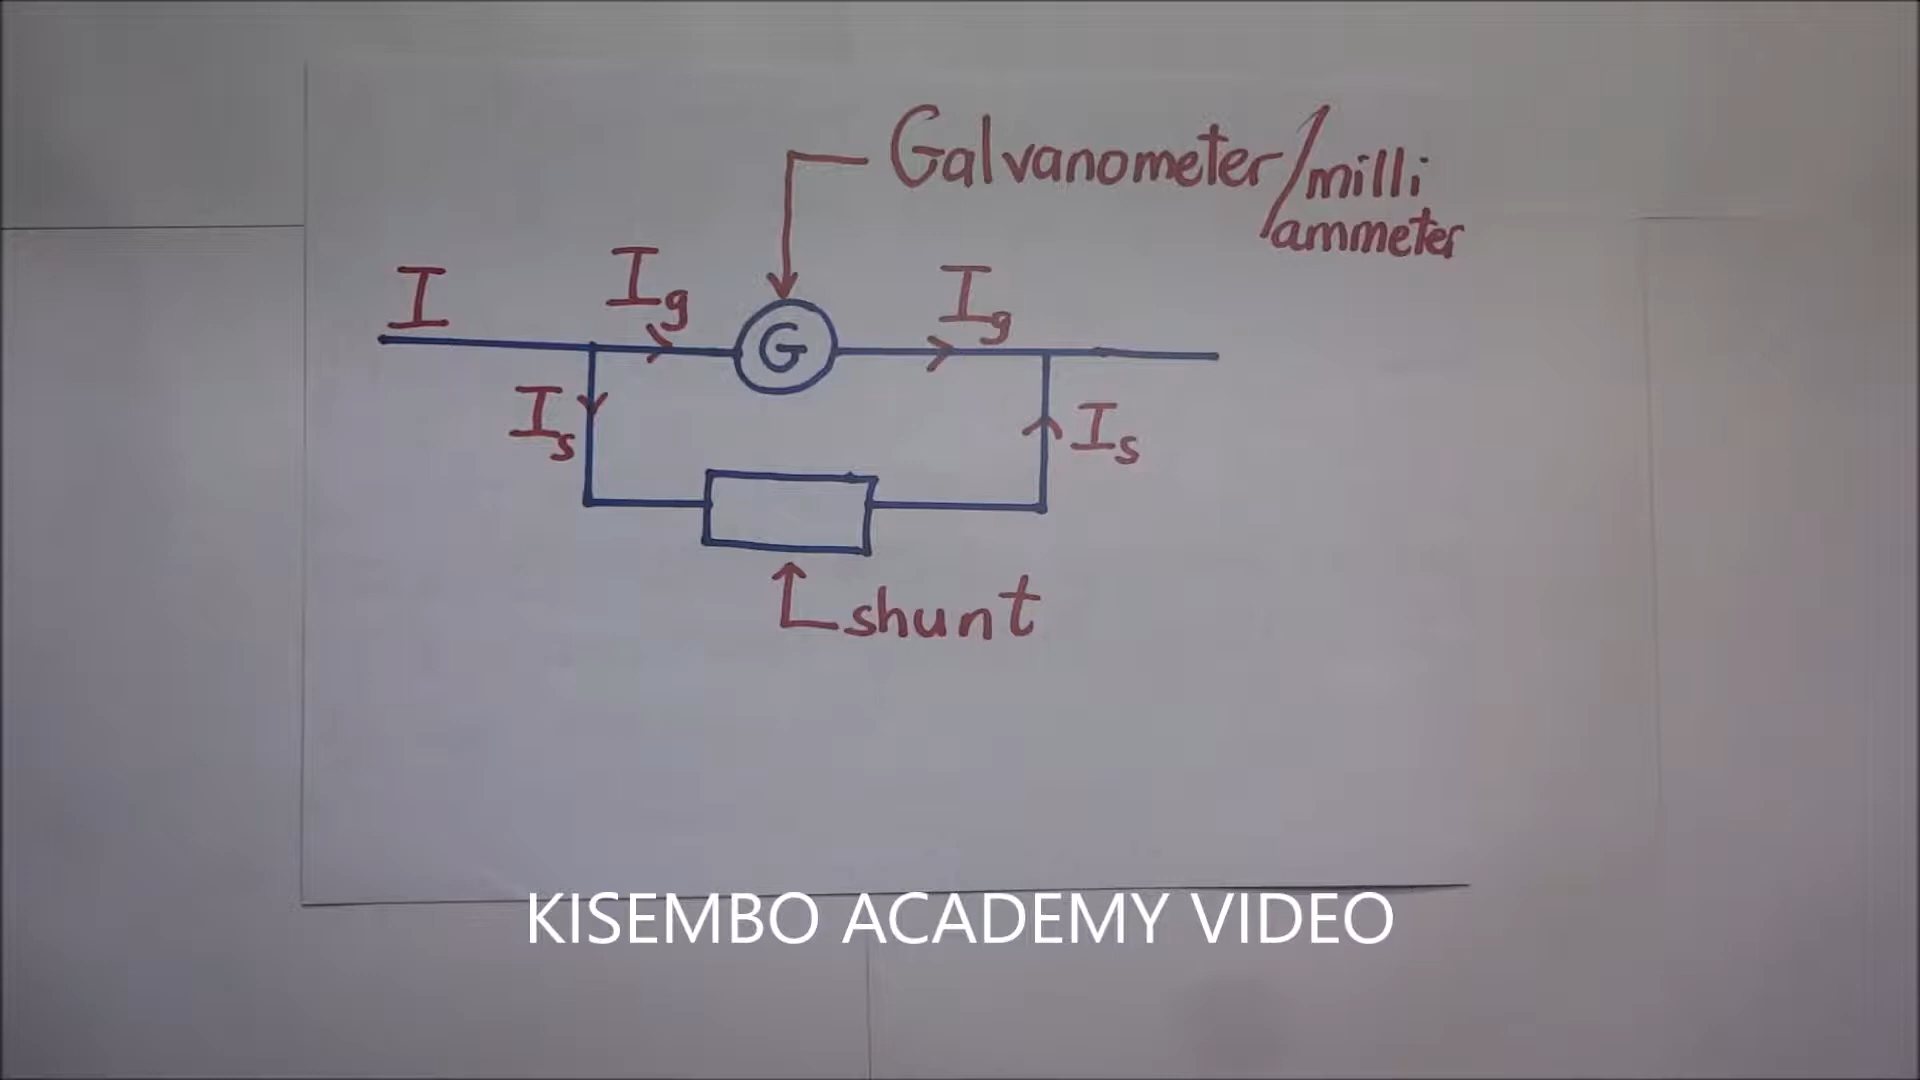 Galvanometer/milli
ammeter
I
Ig
Ig
G
Is
Is
shunt
KISEMBO ACADEMY VIDEO